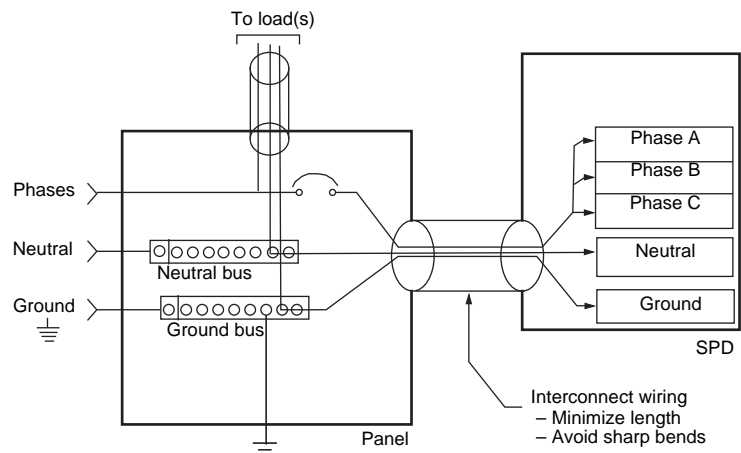 To load(s)
Phases
Neutral
Neutral bus
Ground
Ground bus
Panel
Phase A
Phase B
Phase C
Neutral
Ground
SPD
Interconnect wiring
– Minimize length
– Avoid sharp bends